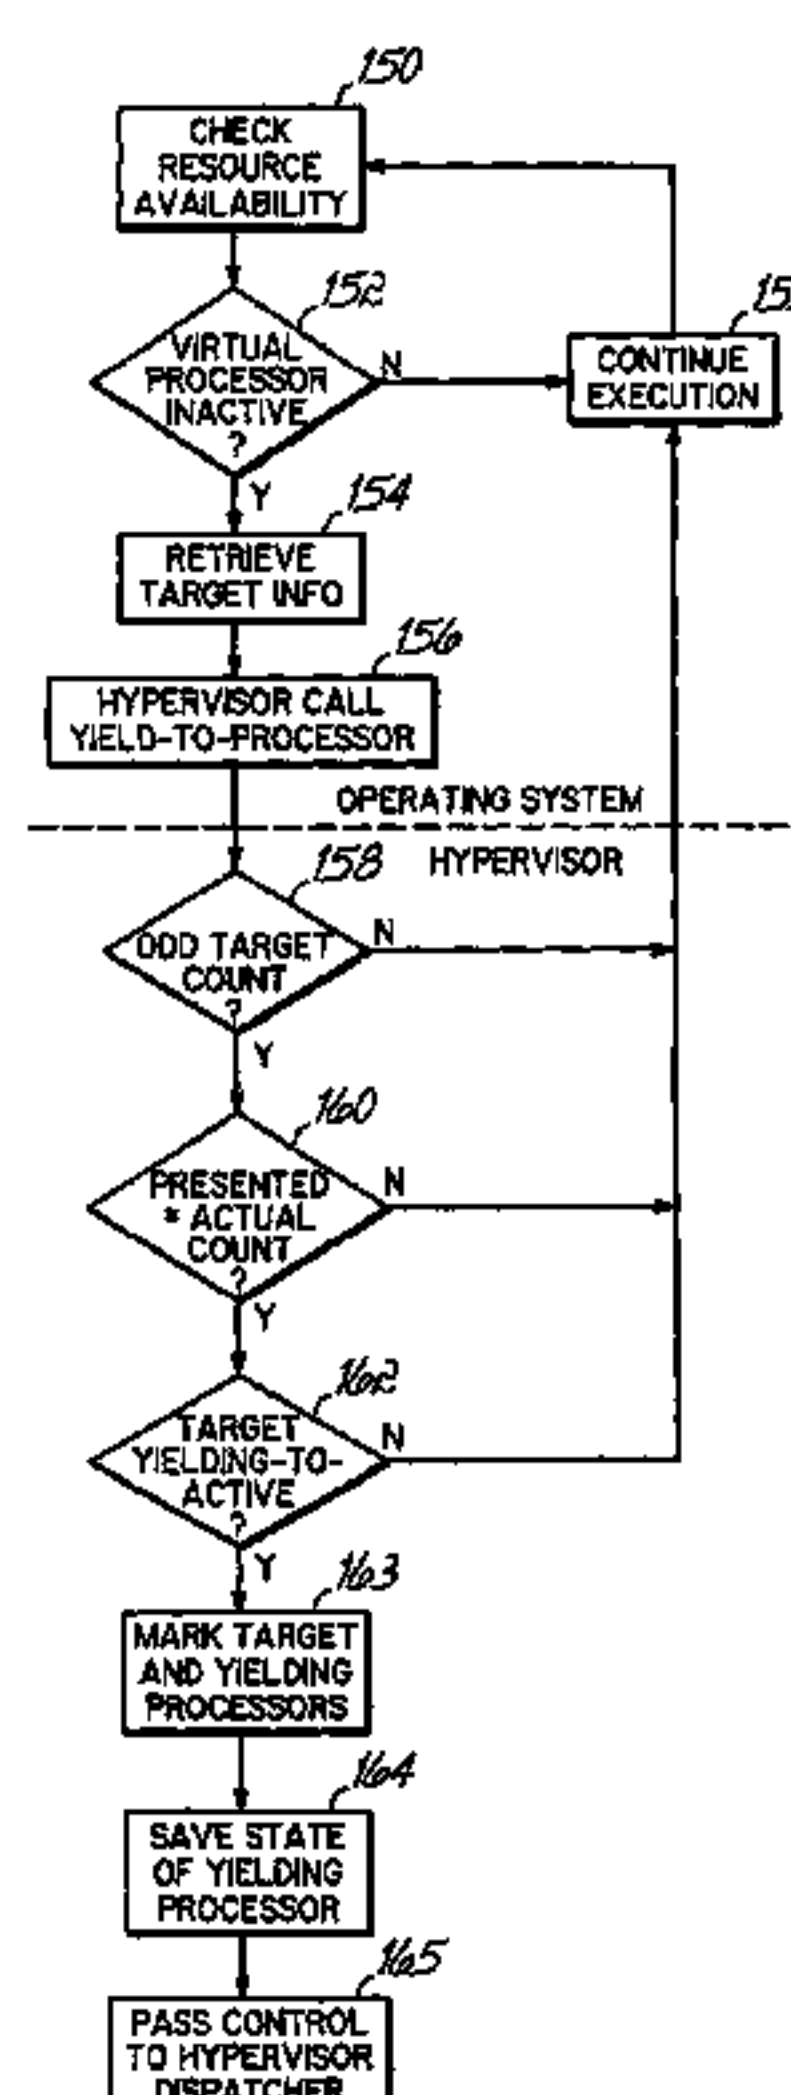 150
CHECK
RESOURCE
AVAILABILITY
152
VIRTUAL
PROCESSOR
INACTIVE
?
N
CONTINUE
EXECUTION
Y
154
RETRIEVE
TARGET INFO
156
HYPERVISOR CALL
YIELD-TO-PROCESSOR
OPERATING SYSTEM
HYPERVISOR
158
ODD TARGET
COUNT
?
N
Y
160
PRESENTED
= ACTUAL
COUNT
?
N
Y
162
TARGET
YIELDING-TO-
ACTIVE
?
N
Y
163
MARK TARGET
AND YIELDING
PROCESSORS
164
SAVE STATE
OF YIELDING
PROCESSOR
165
PASS CONTROL
TO HYPERVISOR
DISPATCHER